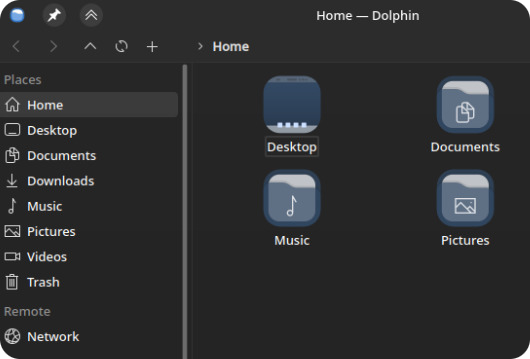 Home — Dolphin
Home
Places
Home
Desktop
Documents
Downloads
Music
Pictures
Videos
Trash
Remote
Network
Desktop
Documents
Music
Pictures